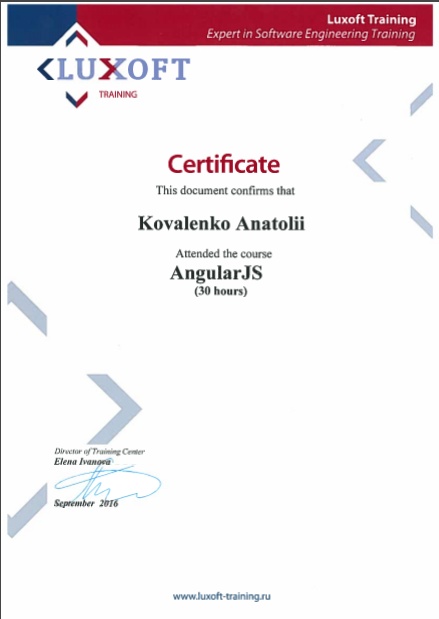 Luxoft Training
Expert in Software Engineering Training
LUXOFT
TRAINING
Certificate
This document confirms that
Kovalenko Anatolii
Attended the course
AngularJS
(30 hours)
Director of Training Center
Elena Ivanova
September 2016
www.luxoft-training.ru